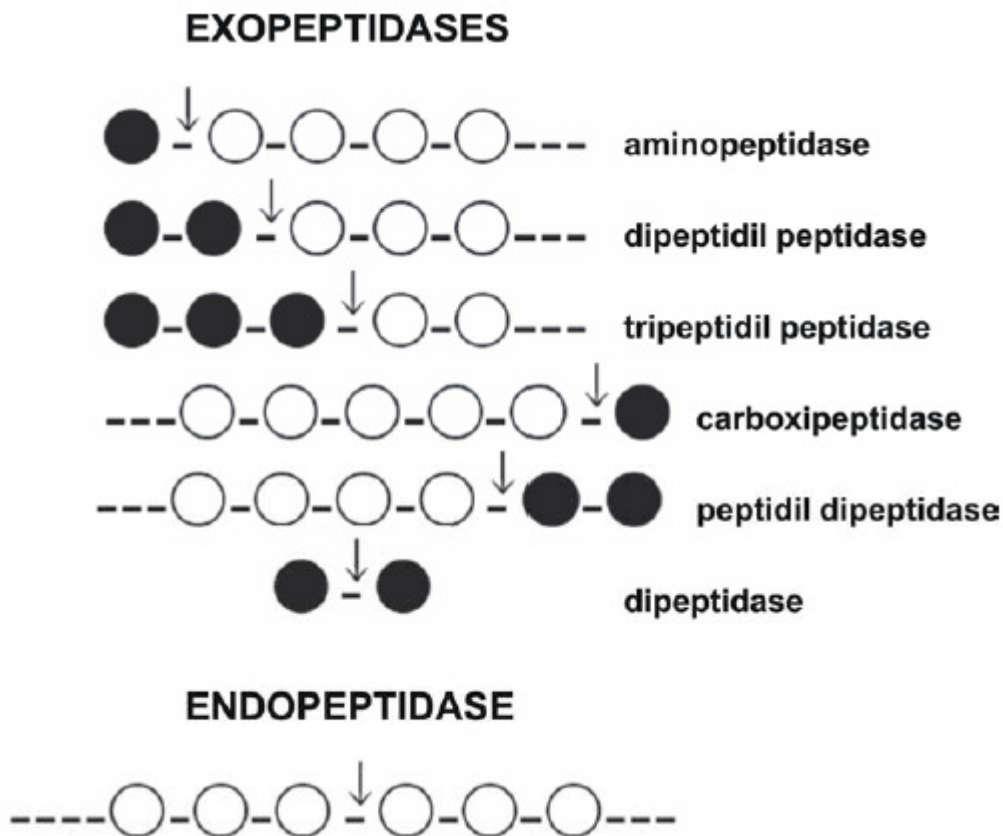 EXOPEPTIDASES
aminopeptidase
dipeptidil peptidase
tripeptidil peptidase
carboxipeptidase
peptidil dipeptidase
dipeptidase
ENDOPEPTIDASE